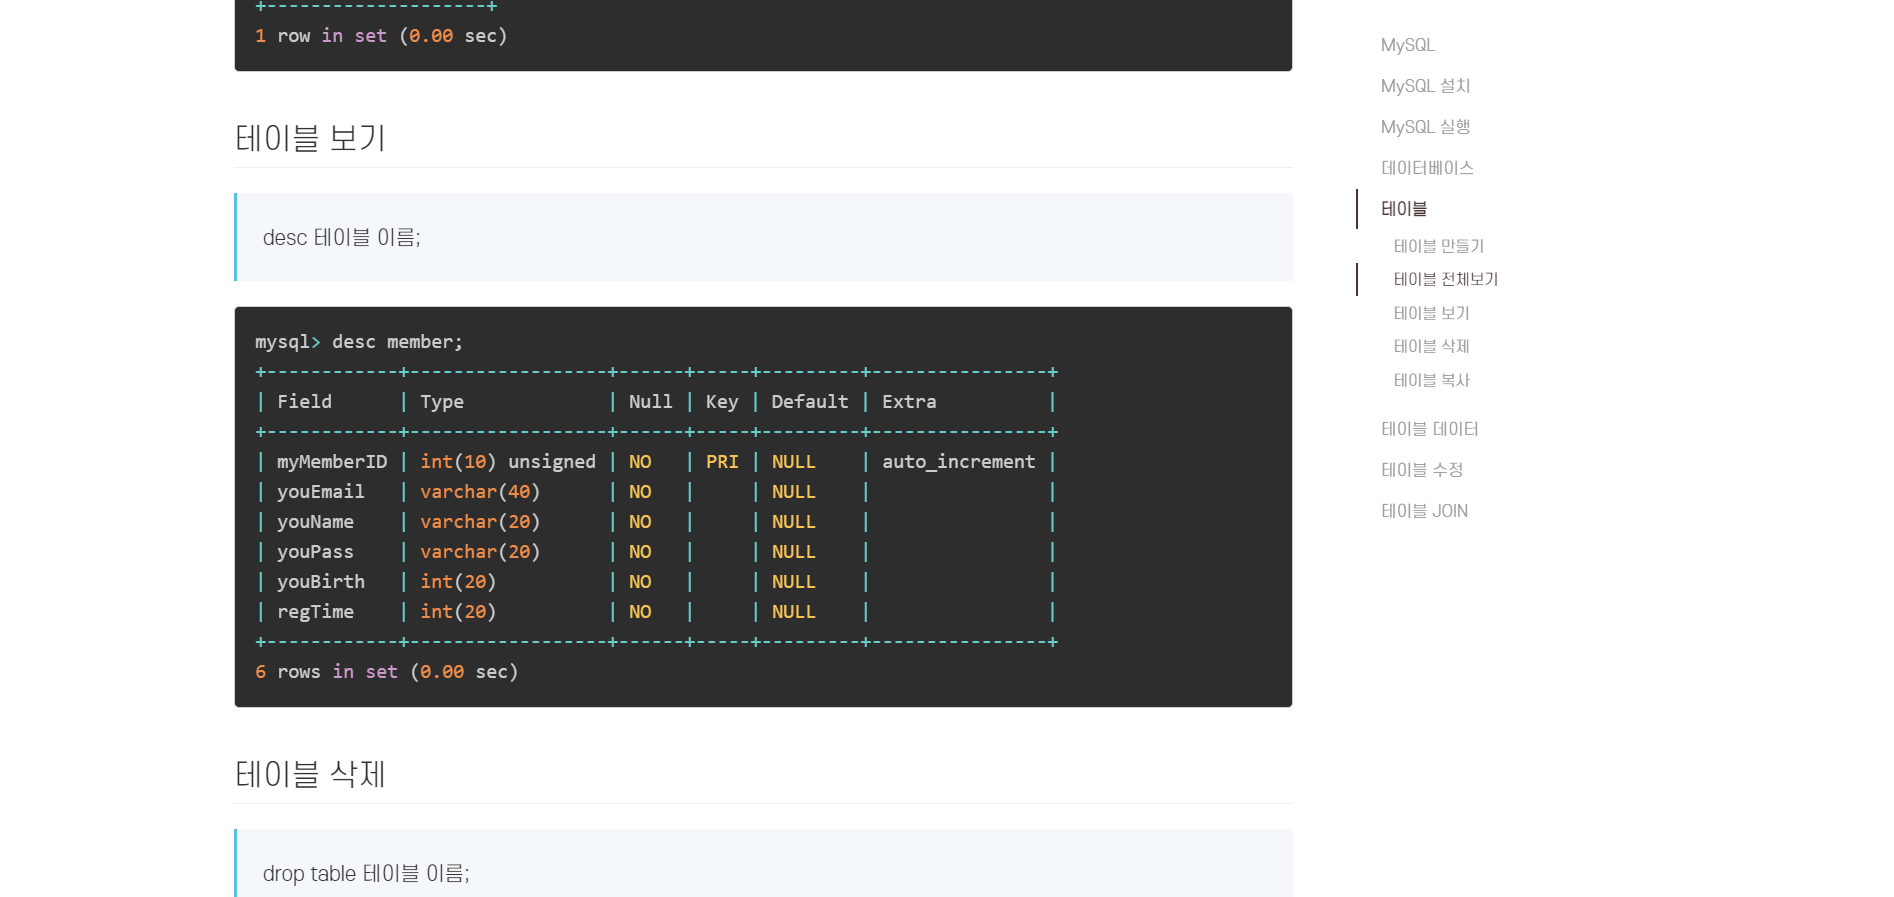 +--------------------+
1 row in set (0.00 sec)
테이블 보기
desc 테이블 이름;
mysql> desc member;
+------------+------------------+------+-----+---------+----------------+
| Field      | Type             | Null | Key | Default | Extra          |
+------------+------------------+------+-----+---------+----------------+
| myMemberID | int(10) unsigned | NO   | PRI | NULL    | auto_increment |
| youEmail   | varchar(40)      | NO   |     | NULL    |                |
| youName    | varchar(20)      | NO   |     | NULL    |                |
| youPass    | varchar(20)      | NO   |     | NULL    |                |
| youBirth   | int(20)          | NO   |     | NULL    |                |
| regTime    | int(20)          | NO   |     | NULL    |                |
+------------+------------------+------+-----+---------+----------------+
6 rows in set (0.00 sec)
테이블 삭제
drop table 테이블 이름;
MySQL
MySQL 설치
MySQL 실행
데이터베이스
테이블
테이블 만들기
테이블 전체보기
테이블 보기
테이블 삭제
테이블 복사
테이블 데이터
테이블 수정
테이블 JOIN